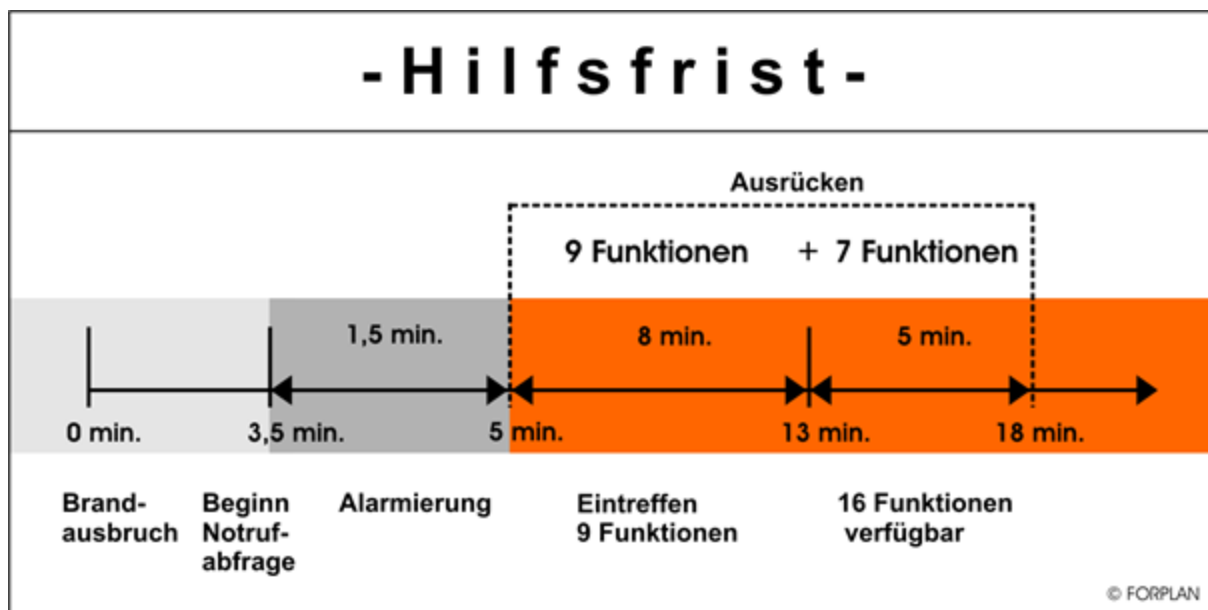 - H i l f s f r i s t -
Ausrücken
9 Funktionen + 7 Funktionen
1,5 min. 8 min. 5 min.
0 min. 3,5 min. 5 min. 13 min. 18 min.
Brand-
ausbruch
Beginn
Notruf-
abfrage
Alarmierung
Eintreffen
9 Funktionen
16 Funktionen
verfügbar
© FORPLAN